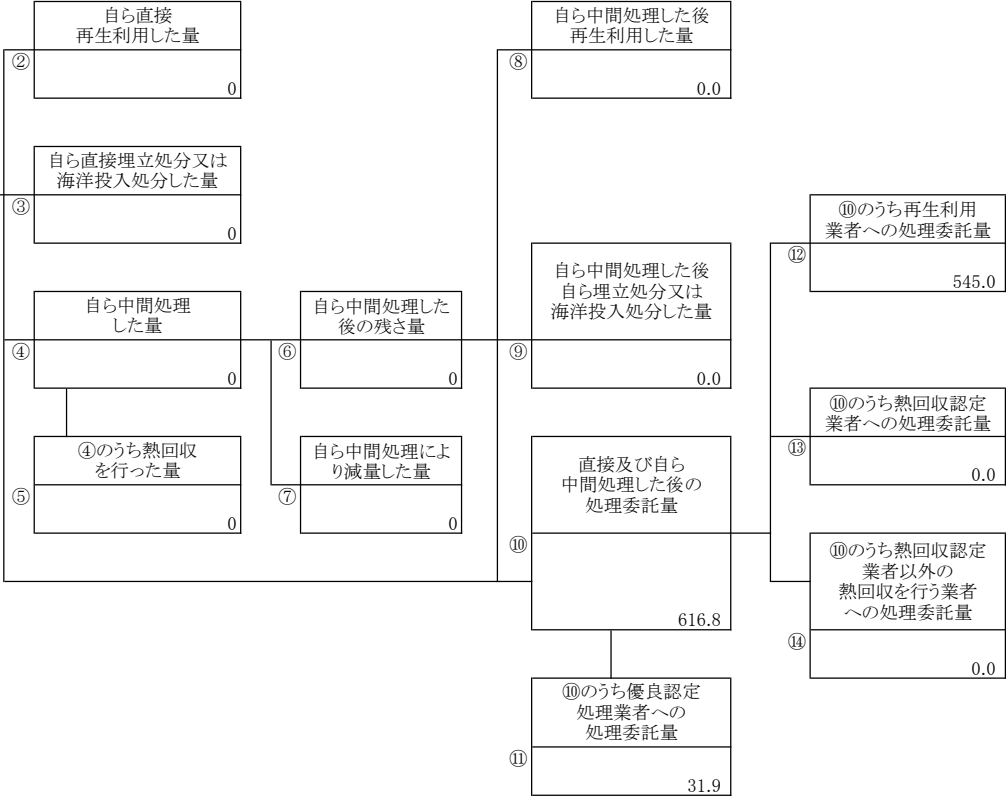 自ら直接
再生利用した量
②
0
自ら直接埋立処分又は
海洋投入処分した量
③
0
自ら中間処理
した量
④
0
④のうち熱回収
を行った量
⑤
0
自ら中間処理した
後の残さ量
⑥
0
自ら中間処理によ
り減量した量
⑦
0
自ら中間処理した後
再生利用した量
⑧
0.0
自ら中間処理した後
自ら埋立処分又は
海洋投入処分した量
⑨
0.0
直接及び自ら
中間処理した後の
処理委託量
⑩
616.8
⑩のうち優良認定
処理業者への
処理委託量
⑪
31.9
⑩のうち再生利用
業者への処理委託量
⑫
545.0
⑩のうち熱回収認定
業者への処理委託量
⑬
0.0
⑩のうち熱回収認定
業者以外の
熱回収を行う業者
への処理委託量
⑭
0.0